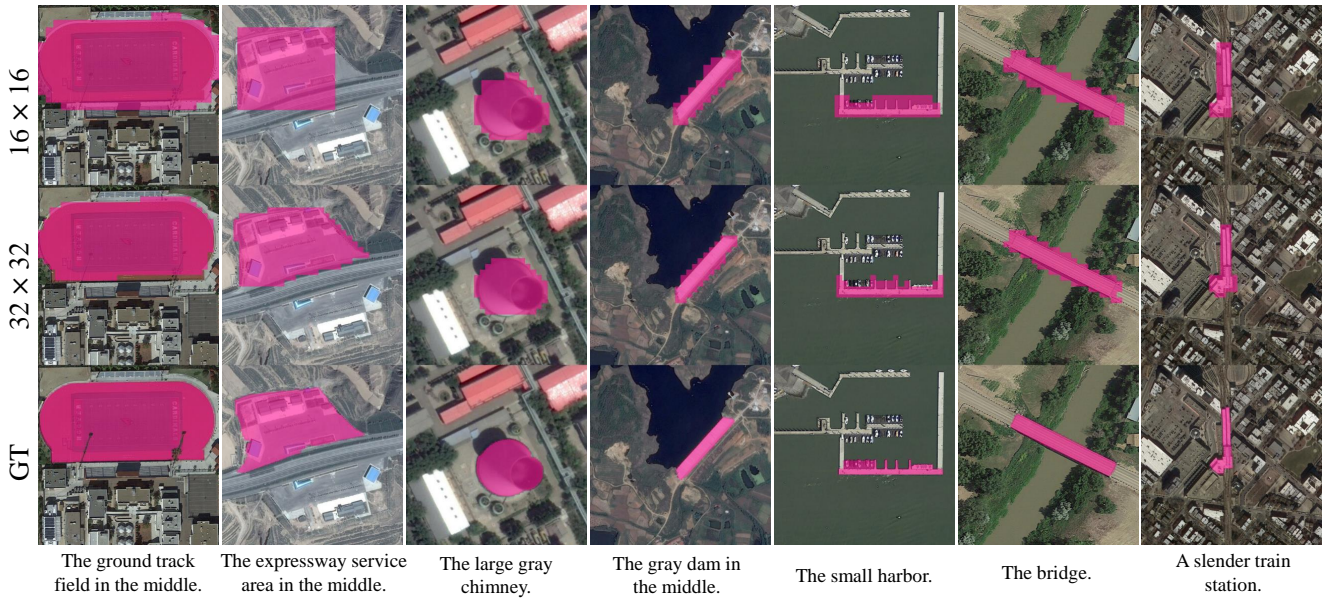 16 × 16
32 × 32
GT
The ground track
field in the middle.
The expressway service
area in the middle.
The large gray
chimney.
The gray dam in
the middle.
The small harbor.
The bridge.
A slender train
station.